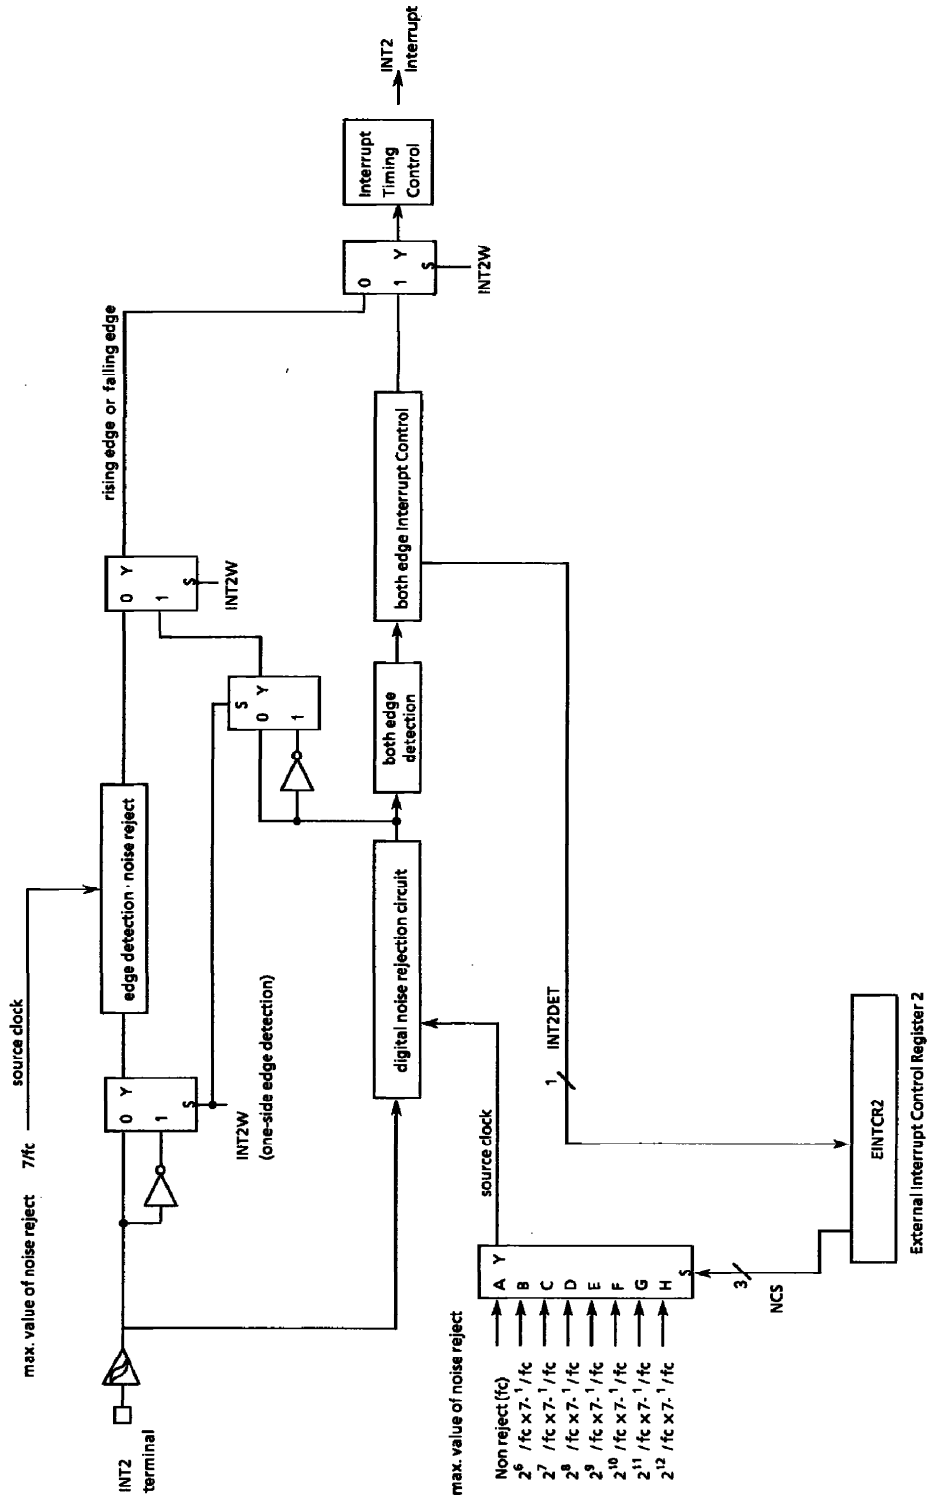 INT2
terminal
max. value of noise reject 7/fc
source clock
0 Y
1
S
INT2W
(one-side edge detection)
edge detection · noise reject
S
0 Y
1
0 Y
1
S
INT2W
rising edge or falling edge
digital noise rejection circuit
both edge
detection
both edge Interrupt Control
0
1 Y
S
INT2W
Interrupt
Timing
Control
INT2
Interrupt
max. value of noise reject
Non reject (fc)
2⁶ /fc x 7- ¹/fc
2⁷ /fc x 7- ¹/fc
2⁸ /fc x 7- ¹/fc
2⁹ /fc x 7- ¹/fc
2¹⁰ /fc x 7- ¹/fc
2¹¹ /fc x 7- ¹/fc
2¹² /fc x 7- ¹/fc
A Y
B
C
D
E
F
G
H
S
source clock
3
NCS
1
INT2DET
EINTCR2
External Interrupt Control Register 2